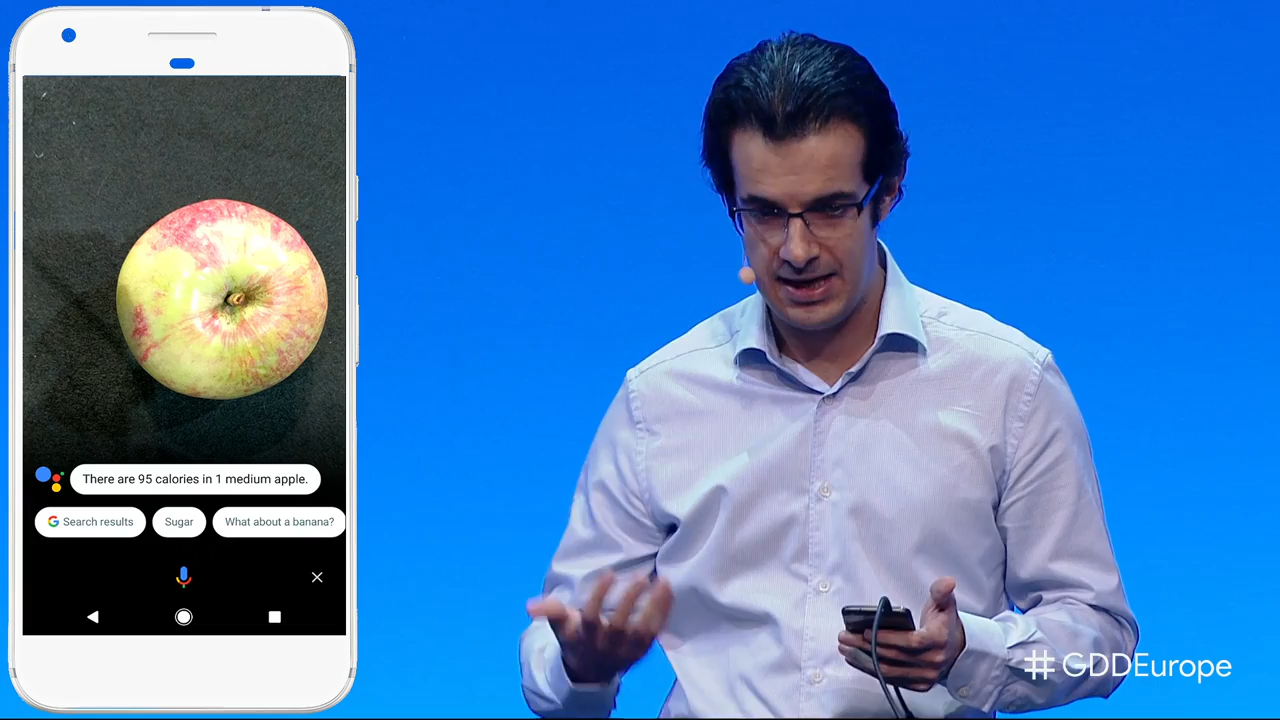 There are 95 calories in 1 medium apple.
Search results
Sugar
What about a banana?
#GDDEurope